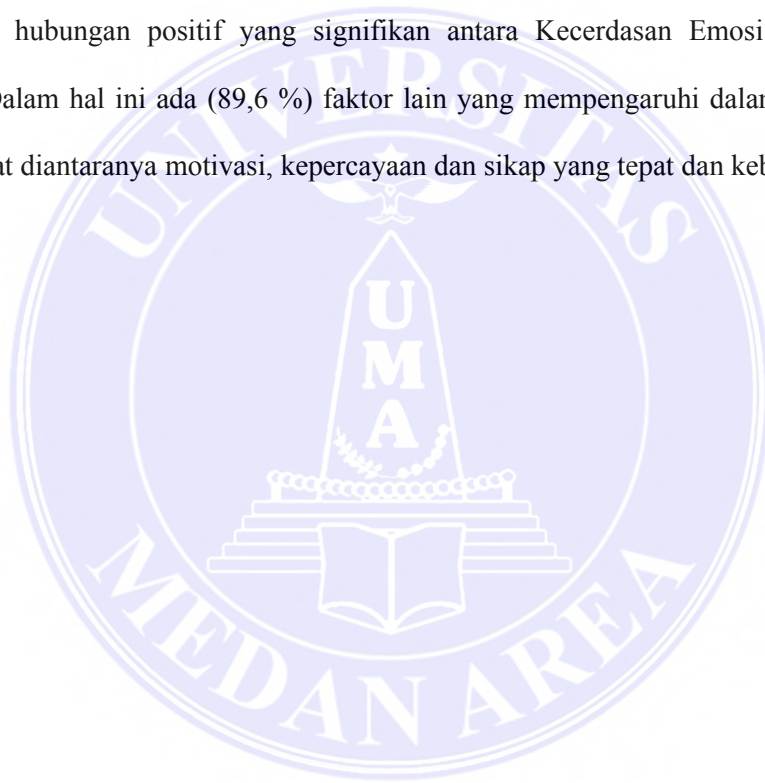 hubungan positif yang signifikan antara Kecerdasan Emosi
Dalam hal ini ada (89,6 %) faktor lain yang mempengaruhi dalam
at diantaranya motivasi, kepercayaan dan sikap yang tepat dan keb
UNIVERSITAS
UMA
MEDAN AREA